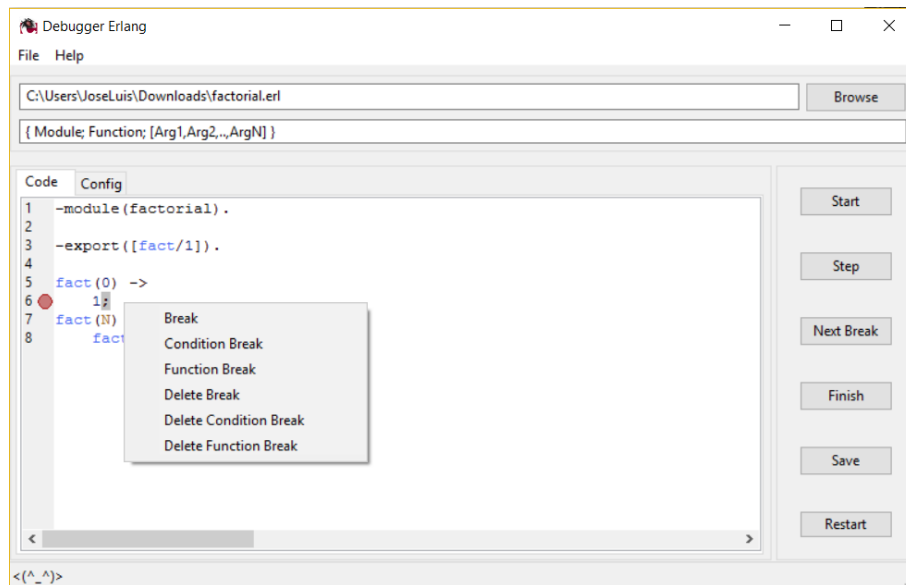 Debugger Erlang
File Help
C:\Users\JoseLuis\Downloads\factorial.erl
Browse
{ Module; Function; [Arg1,Arg2,..,ArgN] }
Code Config
1 -module(factorial).
2
3 -export([fact/1]).
4
5 fact(0) ->
6 1;
7 fact(N)
8 fact
Break
Condition Break
Function Break
Delete Break
Delete Condition Break
Delete Function Break
Start
Step
Next Break
Finish
Save
Restart
<(^_^)>